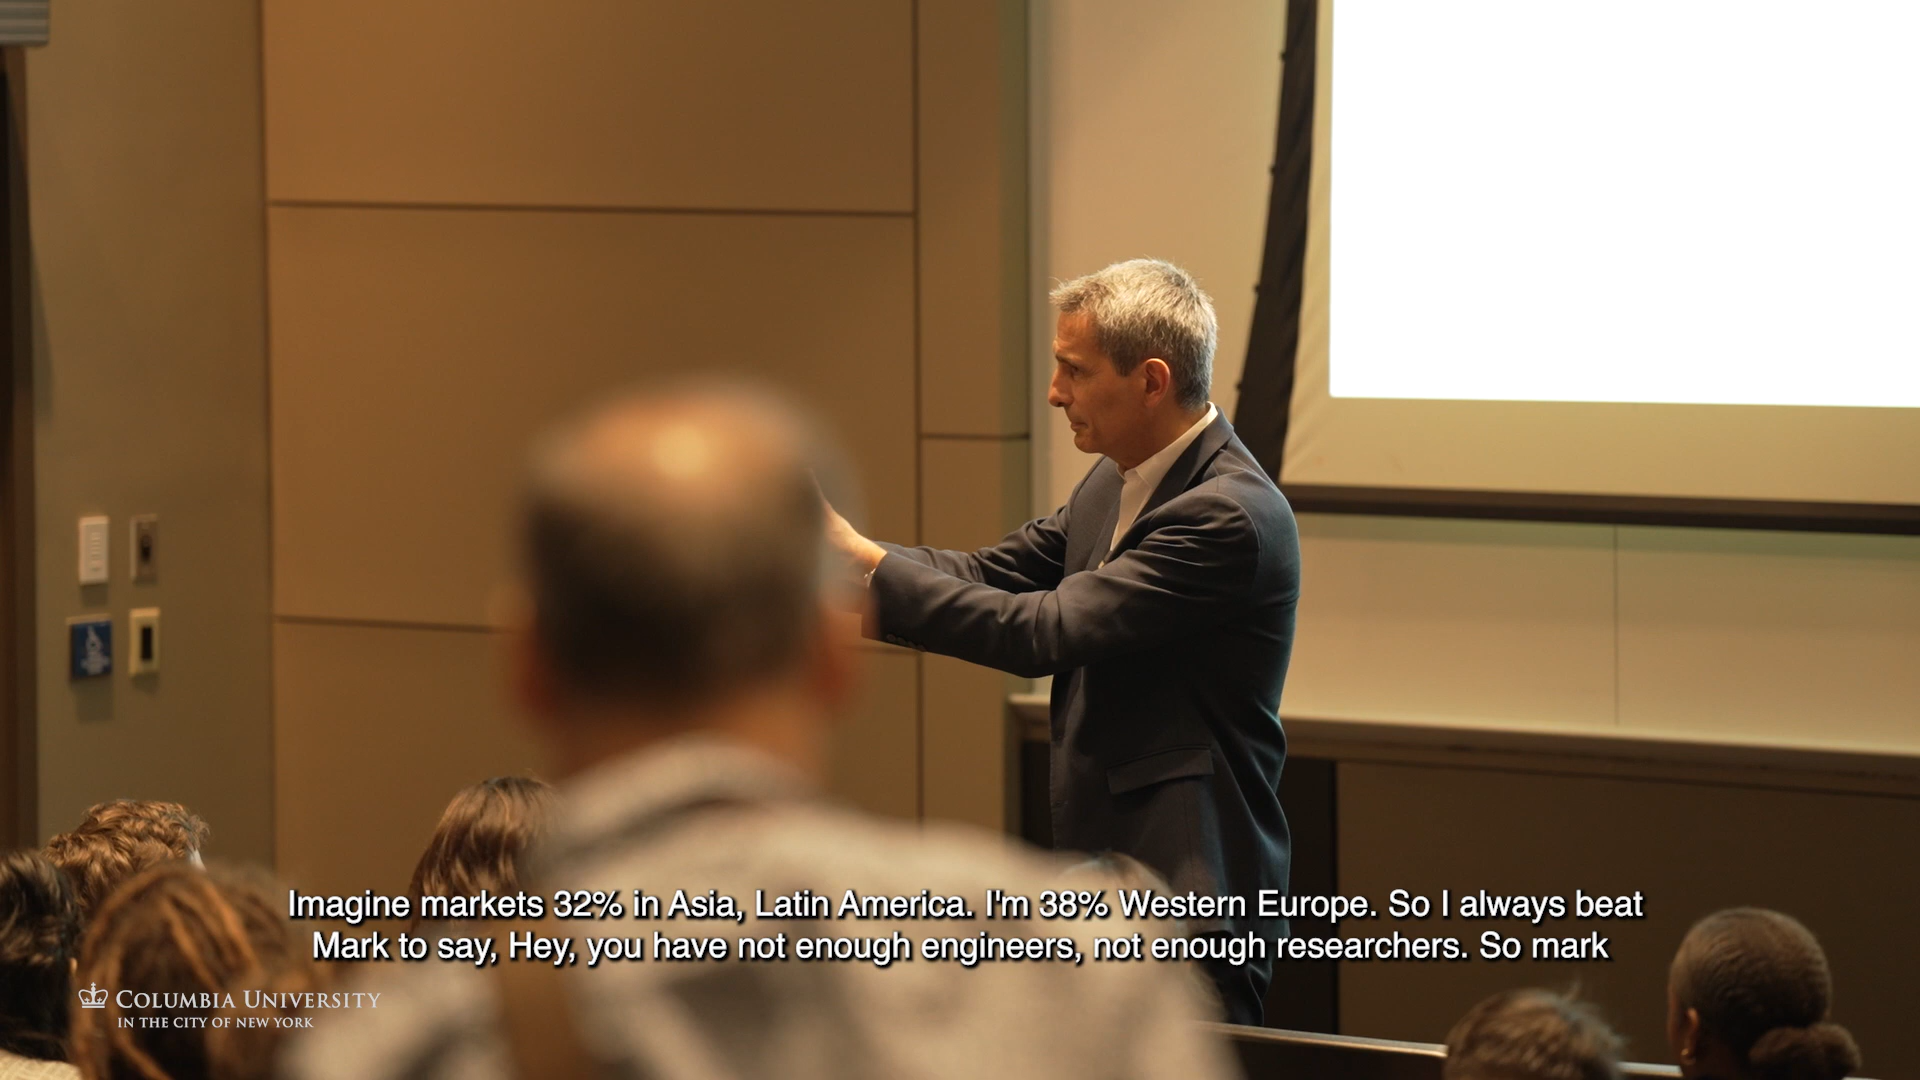 Imagine markets 32% in Asia, Latin America. I'm 38% Western Europe. So I always beat
Mark to say, Hey, you have not enough engineers, not enough researchers. So mark
COLUMBIA UNIVERSITY
IN THE CITY OF NEW YORK